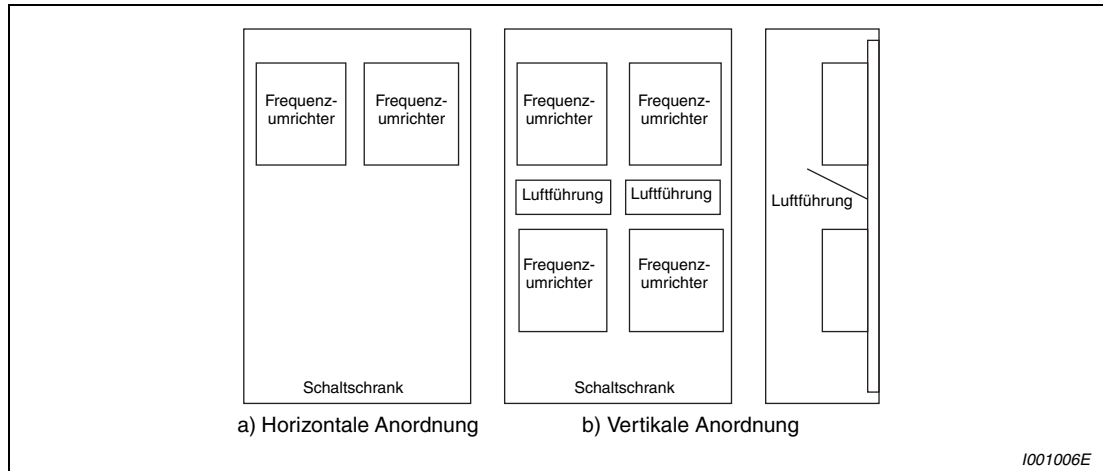 Frequenz-
umrichter
Frequenz-
umrichter
Schaltschrank
a) Horizontale Anordnung
Frequenz-
umrichter
Frequenz-
umrichter
Luftführung
Luftführung
Frequenz-
umrichter
Frequenz-
umrichter
Schaltschrank
Luftführung
b) Vertikale Anordnung
I001006E